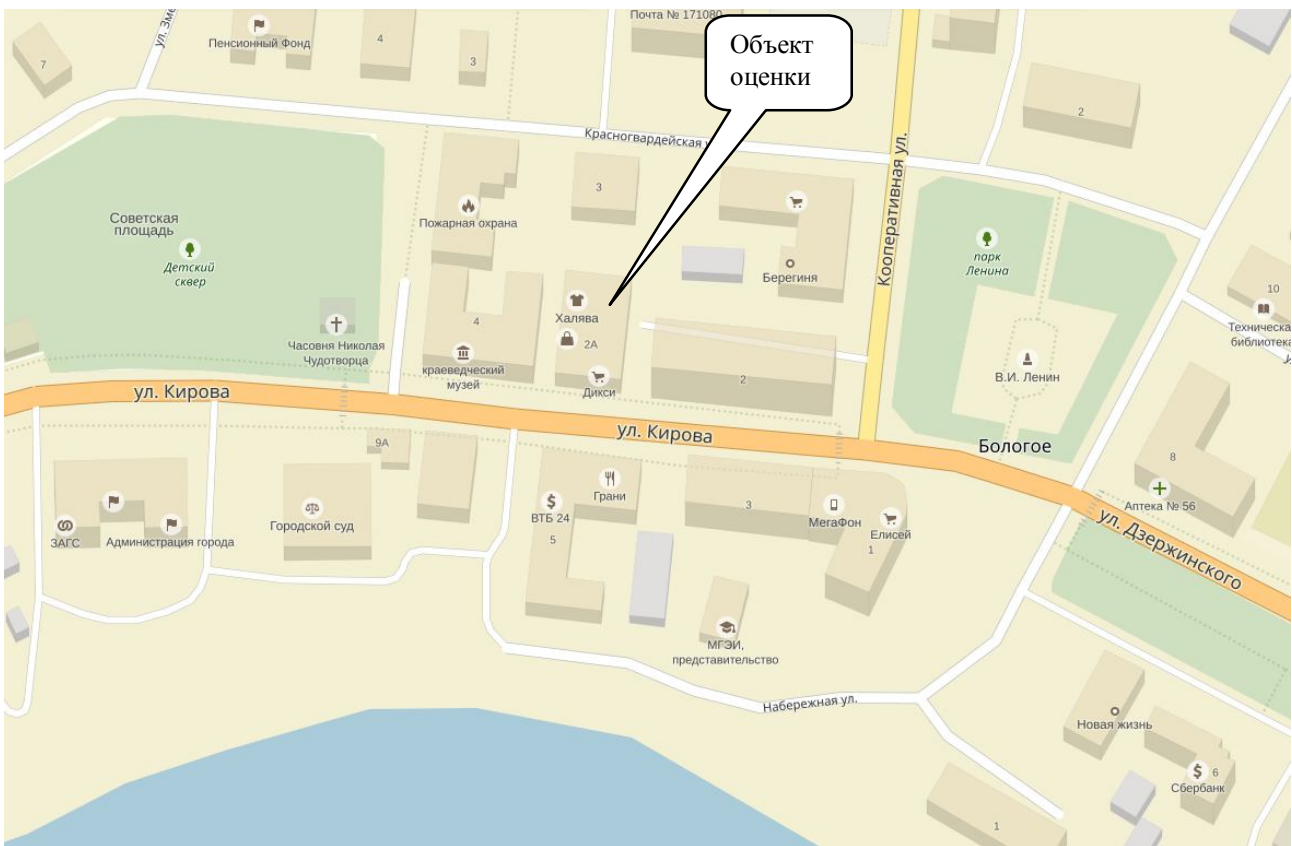 ул. Зме
Почта № 171080
Пенсионный Фонд
4
3
7
Объект
оценки
2
Красногвардейская у
Кооперативная ул.
3
Советская
площадь
Детский
сквер
Пожарная охрана
Берегиня
парк
Ленина
10
Техническа
библиотека
у
Халява
2А
Дикси
4
краеведческий
музей
Часовня Николая
Чудотворца
2
В.И. Ленин
ул. Кирова
ул. Кирова
Бологое
9А
8
Аптека № 56
Грани
ВТБ 24
5
3
МегаФон
Елисей
1
Городской суд
ЗАГС
Администрация города
ул. Дзержинского
МГЭИ,
представительство
Набережная ул.
Новая жизнь
6
Сбербанк
1